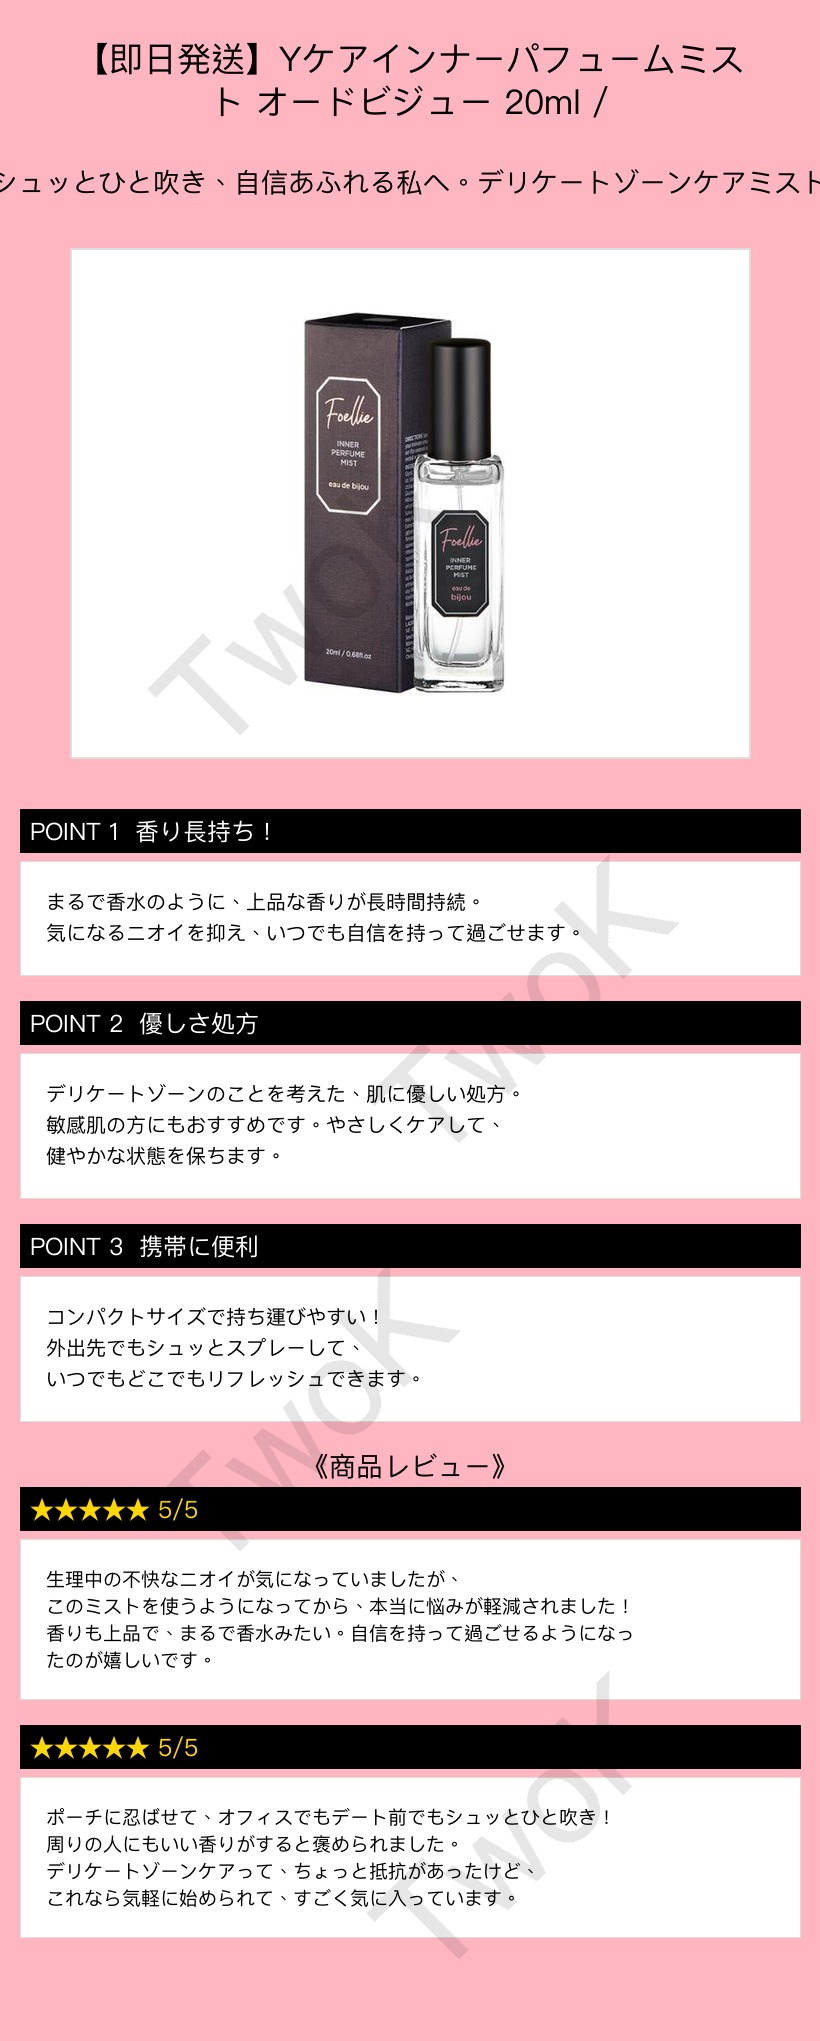 【即日発送】Yケアインナーパフュームミス
ト オードビジュー 20ml /
シュッとひと吹き、自信あふれる私へ。デリケートゾーンケアミスト
Foellie
INNER
PERFUME
MIST
eau de bijou
20ml / 0.68fl.oz
Foellie
INNER
PERFUME
MIST
eau de
bijou
TwoK
POINT 1 香り長持ち！
まるで香水のように、上品な香りが長時間持続。
気になるニオイを抑え、いつでも自信を持って過ごせます。
TwoK
POINT 2 優しさ処方
デリケートゾーンのことを考えた、肌に優しい処方。
敏感肌の方にもおすすめです。やさしくケアして、
健やかな状態を保ちます。
POINT 3 携帯に便利
コンパクトサイズで持ち運びやすい！
外出先でもシュッとスプレーして、
いつでもどこでもリフレッシュできます。
TwoK
《商品レビュー》
★★★★★ 5/5
生理中の不快なニオイが気になっていましたが、
このミストを使うようになってから、本当に悩みが軽減されました！
香りも上品で、まるで香水みたい。自信を持って過ごせるようになっ
たのが嬉しいです。
★★★★★ 5/5
ポーチに忍ばせて、オフィスでもデート前でもシュッとひと吹き！
周りの人にもいい香りがすると褒められました。
デリケートゾーンケアって、ちょっと抵抗があったけど、
これなら気軽に始められて、すごく気に入っています。
TwoK